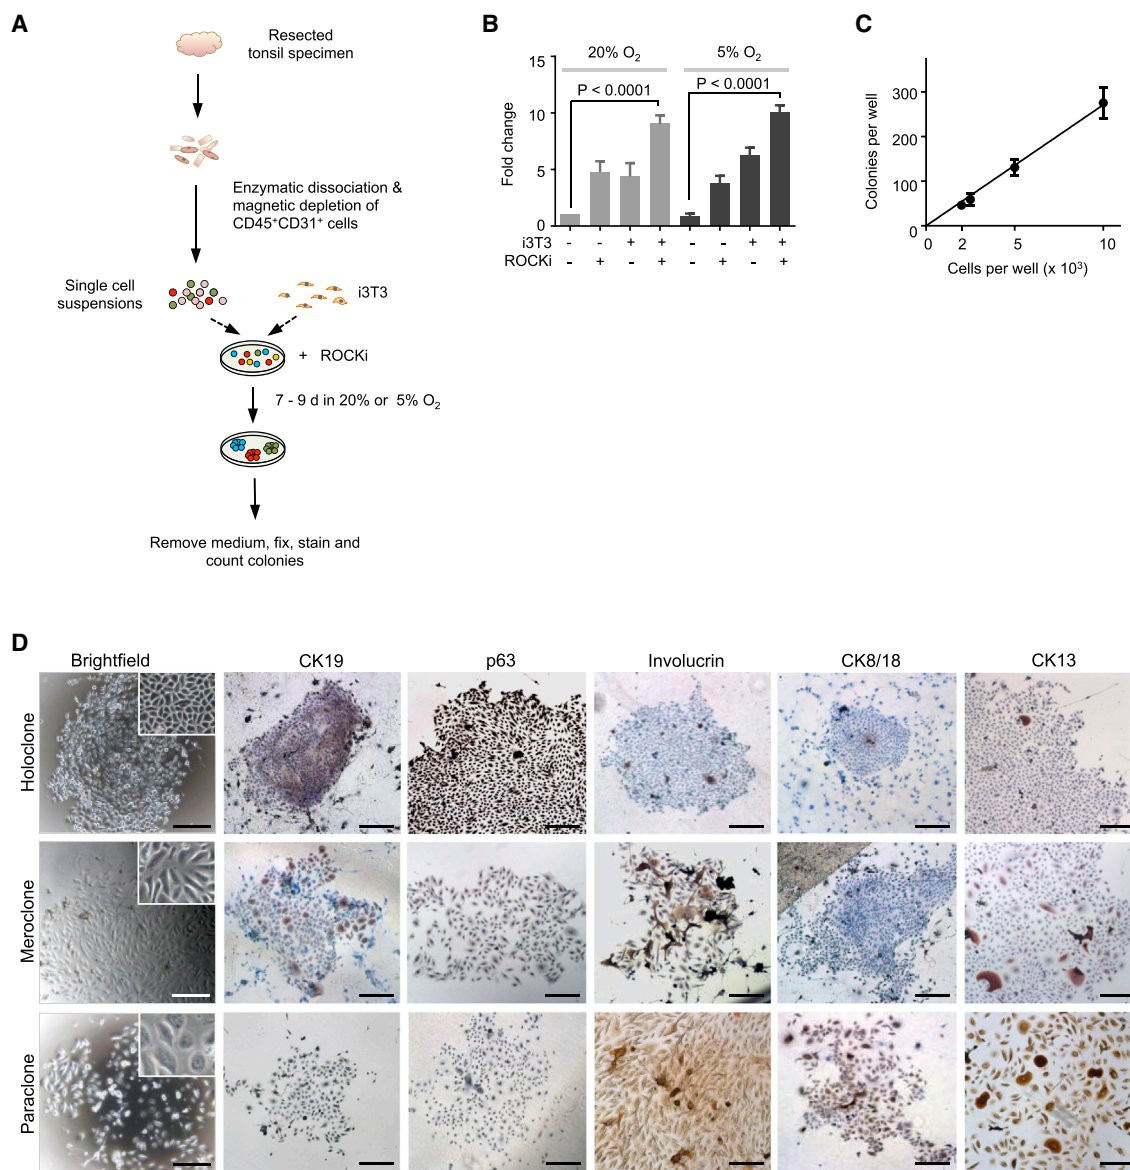 A
Resected
tonsil specimen
Enzymatic dissociation &
magnetic depletion of
CD45⁺CD31⁺ cells
Single cell
suspensions
i3T3
+ ROCKi
7 - 9 d in 20% or 5% O₂
Remove medium, fix, stain and
count colonies
B
20% O₂ 5% O₂
P < 0.0001 P < 0.0001
Fold change
15
10
5
0
i3T3 - - + + - - + +
ROCKi - + - + - + - +
C
Colonies per well
300
200
100
0
0 2 5 10
Cells per well (x 10³)
D
Brightfield CK19 p63 Involucrin CK8/18 CK13
Holoclone
Meroclone
Paraclone